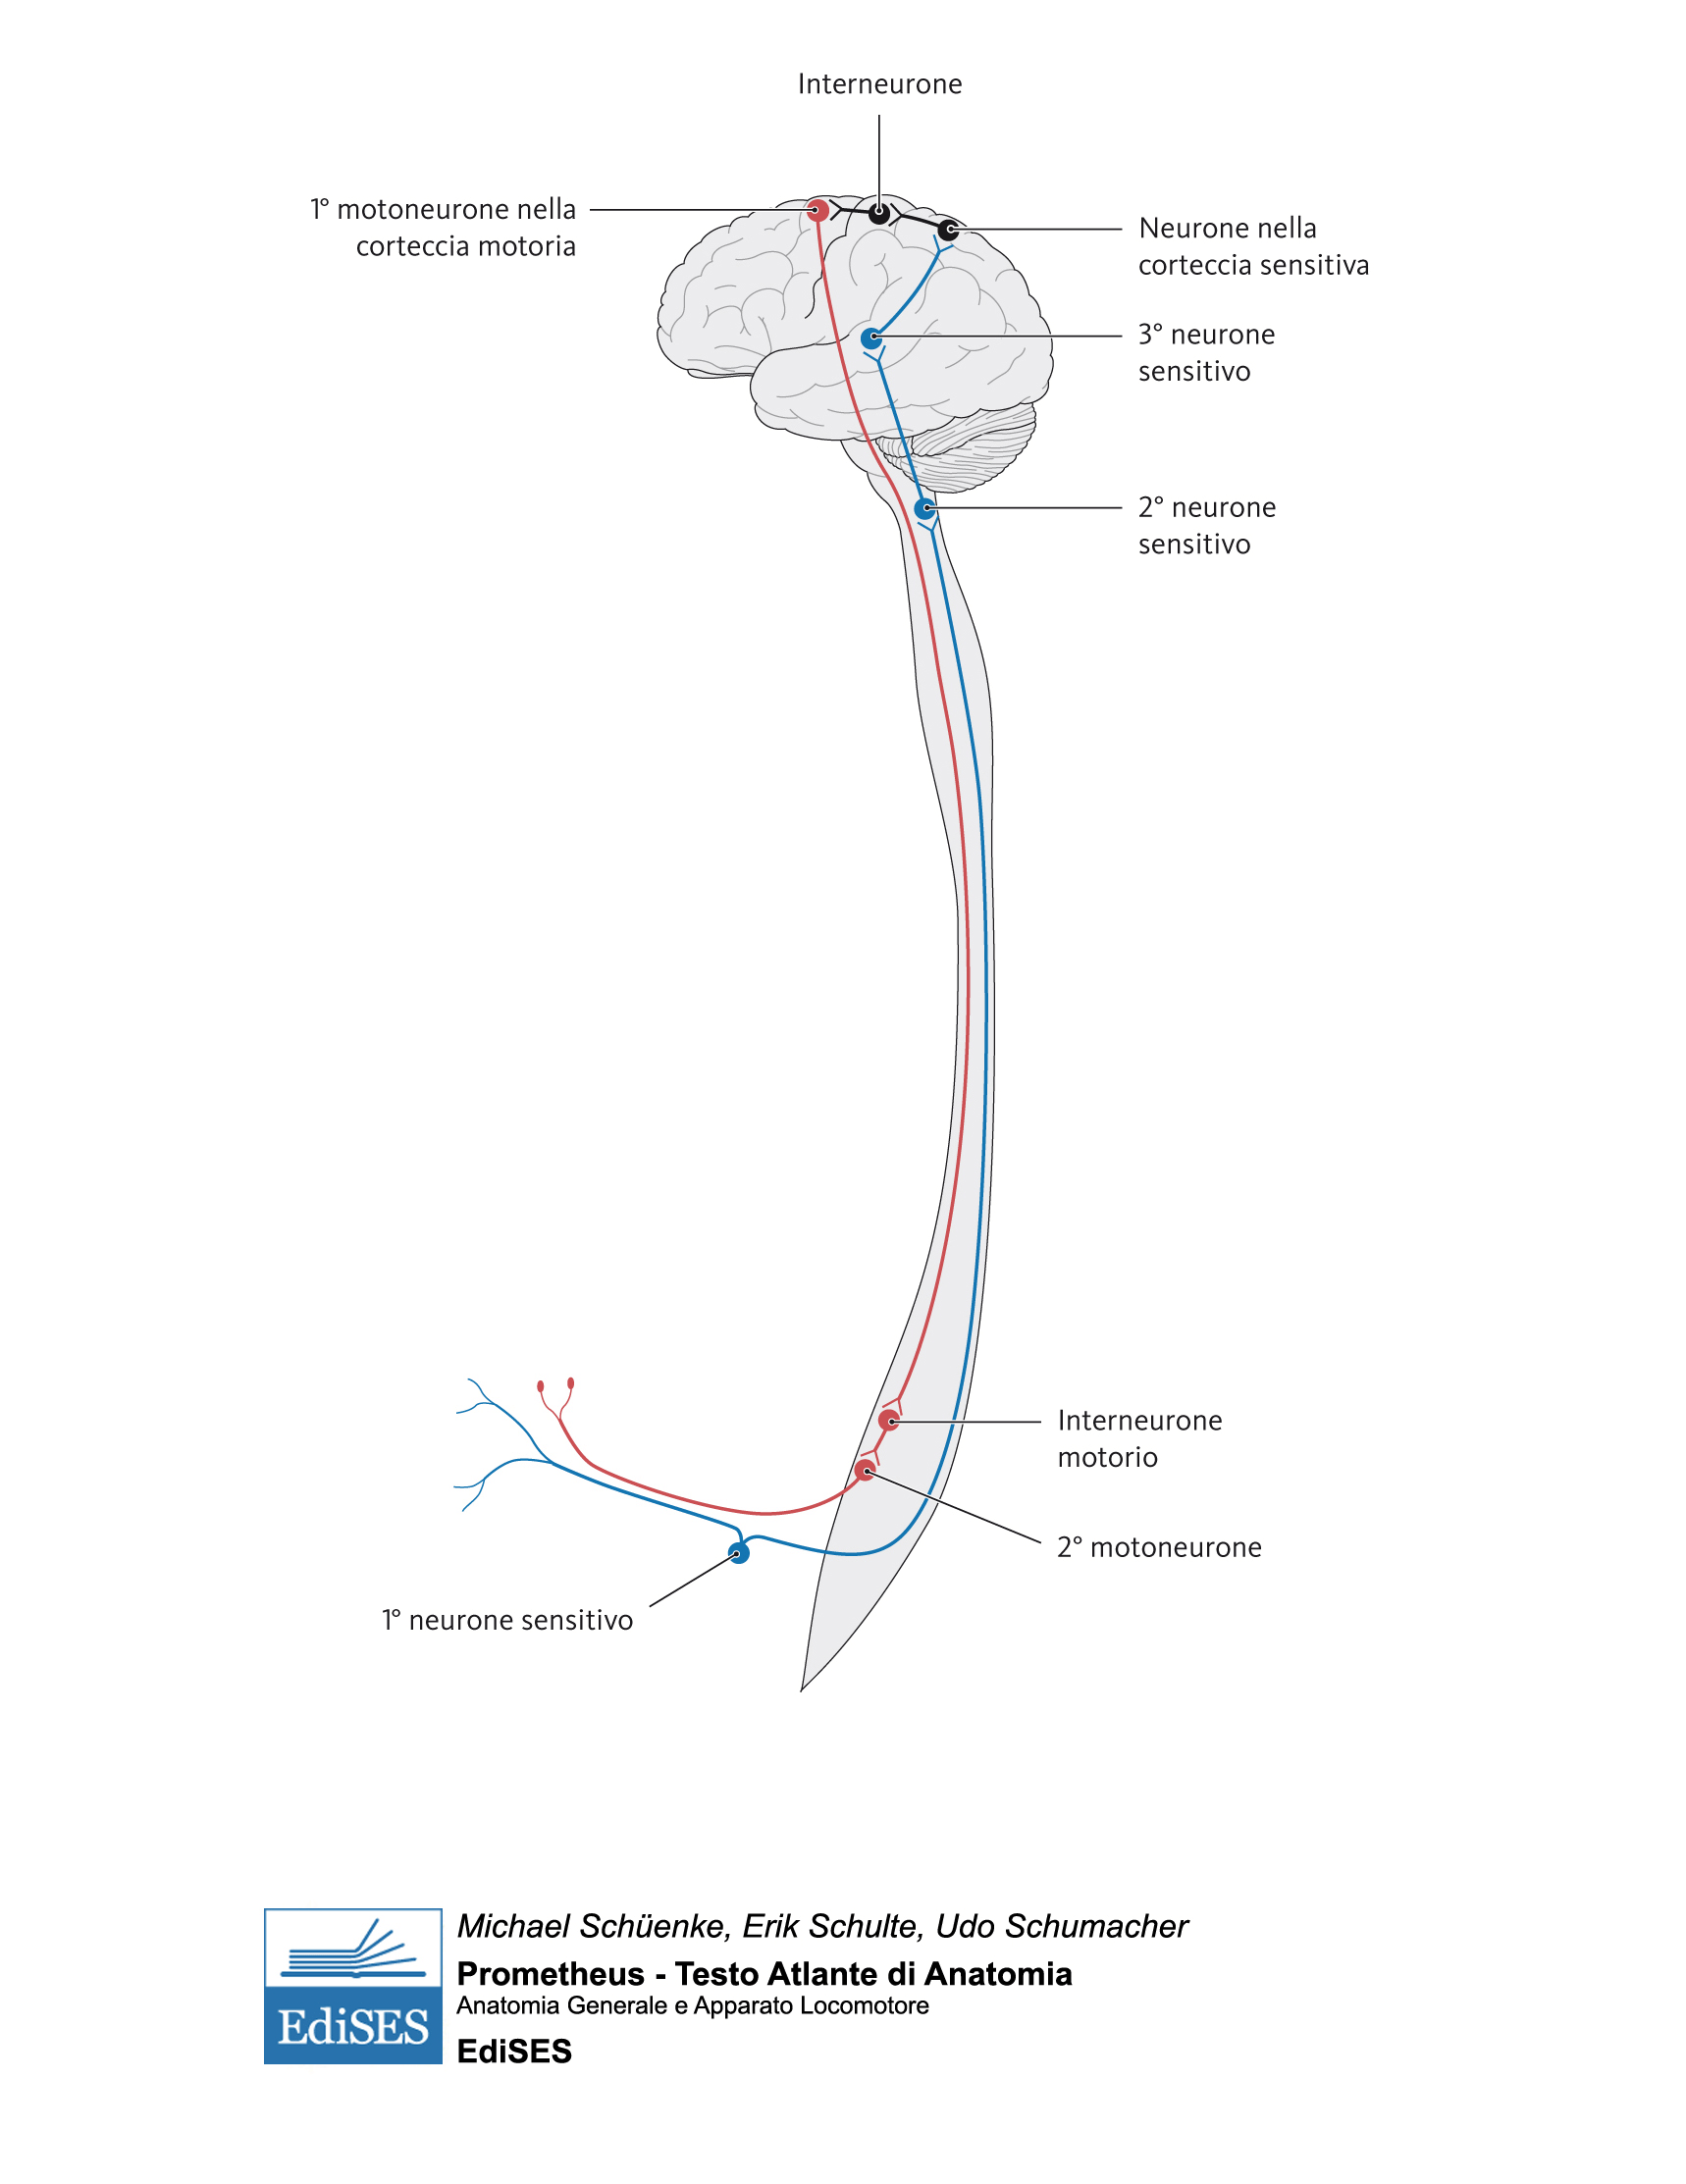 Interneurone
1° motoneurone nella
corteccia motoria
Neurone nella
corteccia sensitiva
3° neurone
sensitivo
2° neurone
sensitivo
Interneurone
motorio
2° motoneurone
1° neurone sensitivo
EdiSES
Michael Schüenke, Erik Schulte, Udo Schumacher
Prometheus - Testo Atlante di Anatomia
Anatomia Generale e Apparato Locomotore
EdiSES